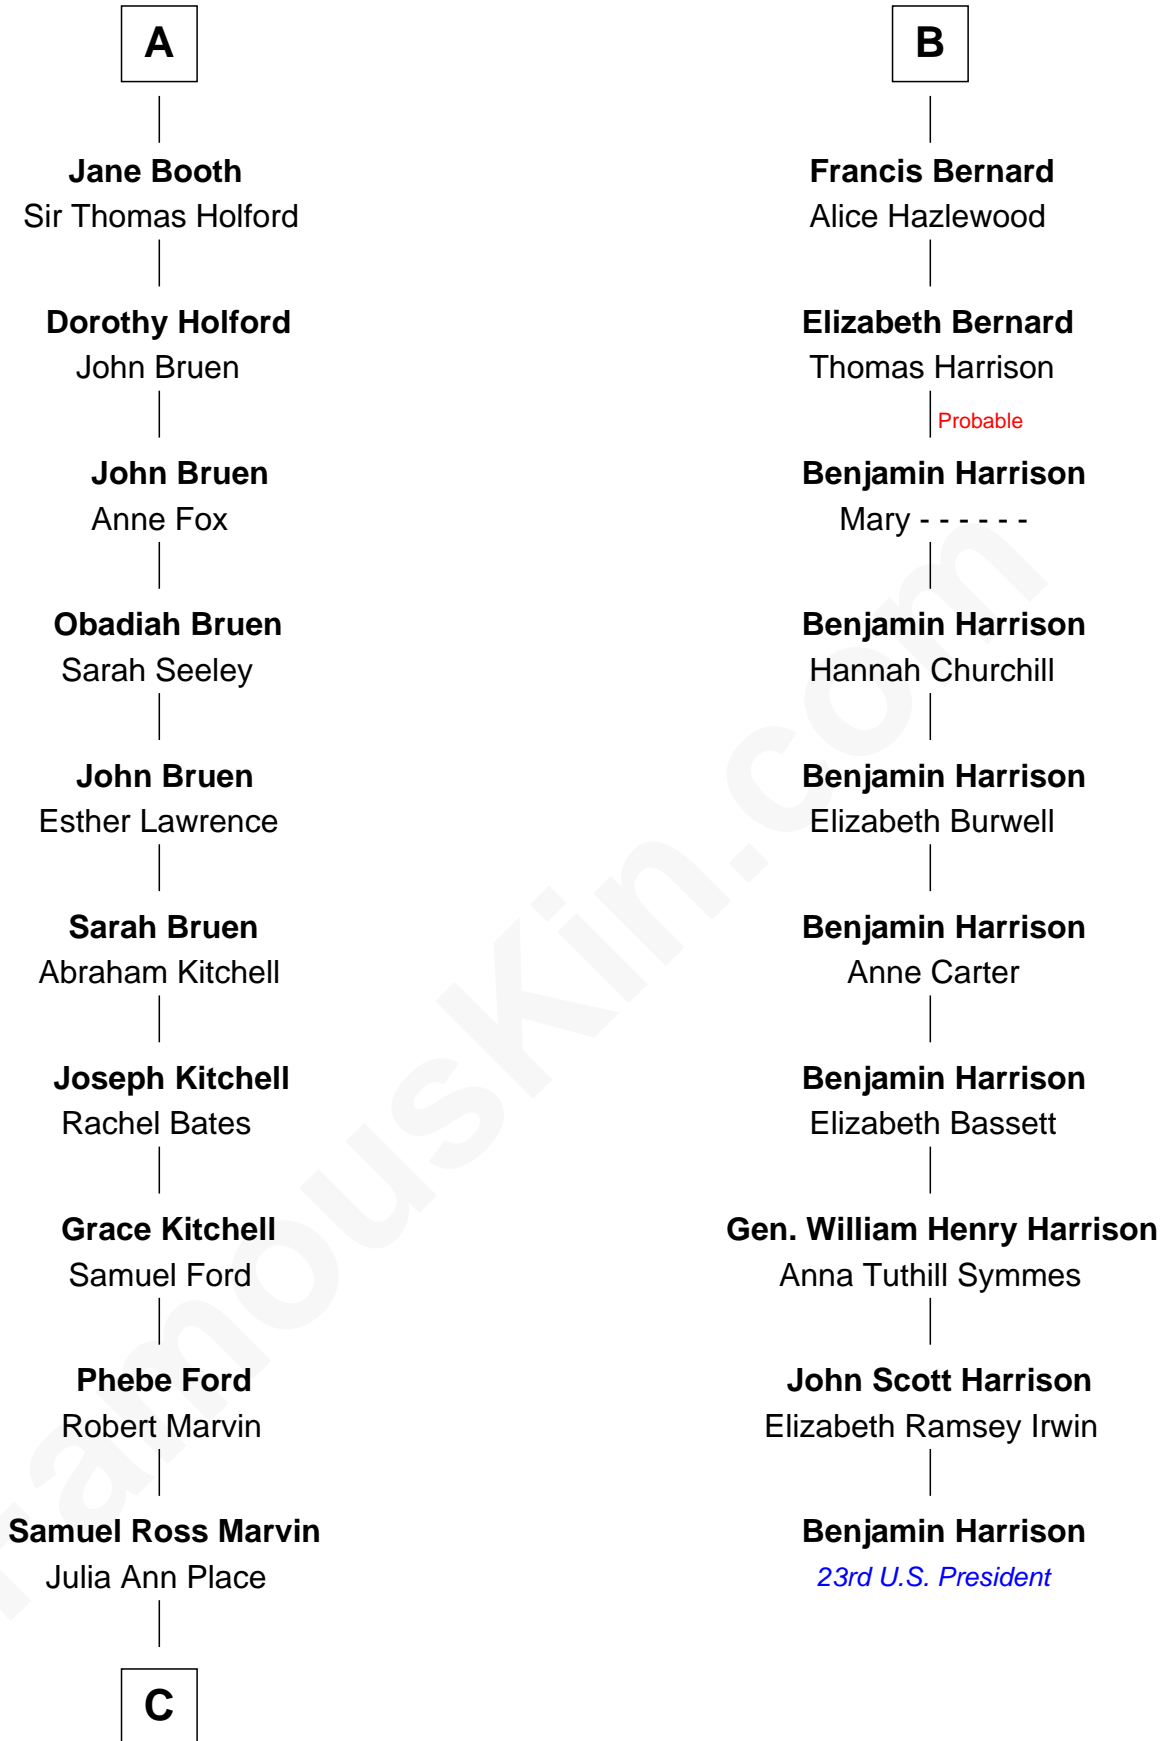 A
Jane Booth
Sir Thomas Holford
Dorothy Holford
John Bruen
John Bruen
Anne Fox
Obadiah Bruen
Sarah Seeley
John Bruen
Esther Lawrence
Sarah Bruen
Abraham Kitchell
Joseph Kitchell
Rachel Bates
Grace Kitchell
Samuel Ford
Phebe Ford
Robert Marvin
Samuel Ross Marvin
Julia Ann Place
C
B
Francis Bernard
Alice Hazlewood
Elizabeth Bernard
Thomas Harrison
Probable
Benjamin Harrison
Mary - - - - - -
Benjamin Harrison
Hannah Churchill
Benjamin Harrison
Elizabeth Burwell
Benjamin Harrison
Anne Carter
Benjamin Harrison
Elizabeth Bassett
Gen. William Henry Harrison
Anna Tuthill Symmes
John Scott Harrison
Elizabeth Ramsey Irwin
Benjamin Harrison
23rd U.S. President
FamousKin.com